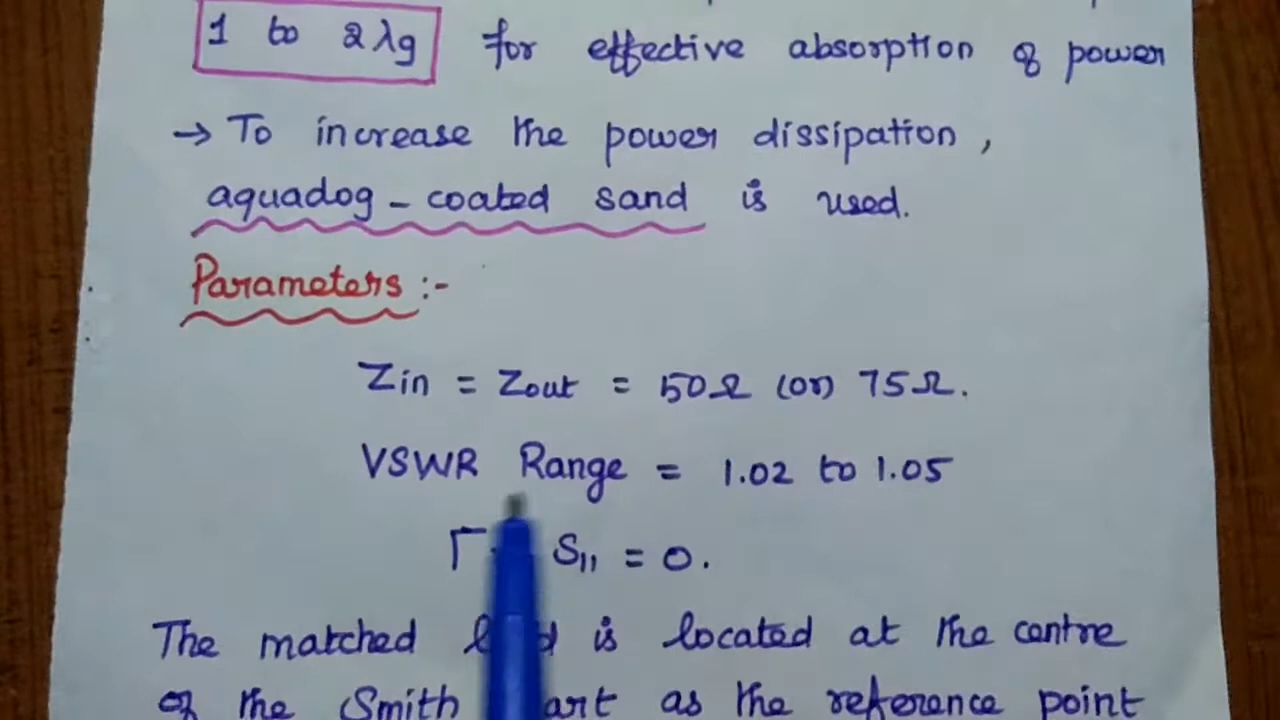 1 to 2λg for effective absorption of power
→ To increase the power dissipation,
aquadog - coated sand is used.
Parameters :-
Zin = Zout = 50Ω (or) 75Ω.
VSWR Range = 1.02 to 1.05
Γ S11 = 0.
The matched is located at the centre
of the Smith as the reference point